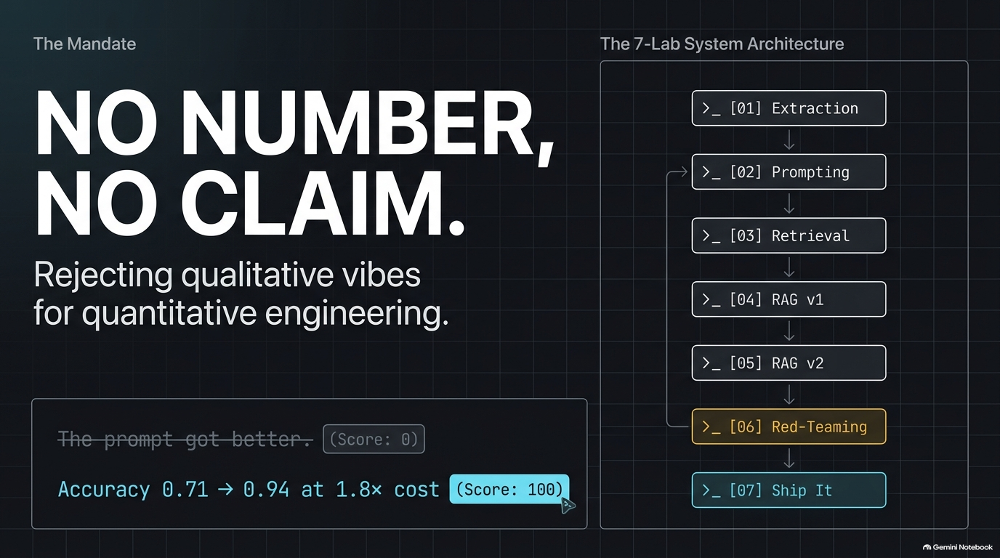 The Mandate
NO NUMBER,
NO CLAIM.
Rejecting qualitative vibes
for quantitative engineering.
The prompt got better. (Score: 0)
Accuracy 0.71 → 0.94 at 1.8× cost (Score: 100)
The 7-Lab System Architecture
>_ [01] Extraction
>_ [02] Prompting
>_ [03] Retrieval
>_ [04] RAG v1
>_ [05] RAG v2
>_ [06] Red-Teaming
>_ [07] Ship It
Gemini Notebook